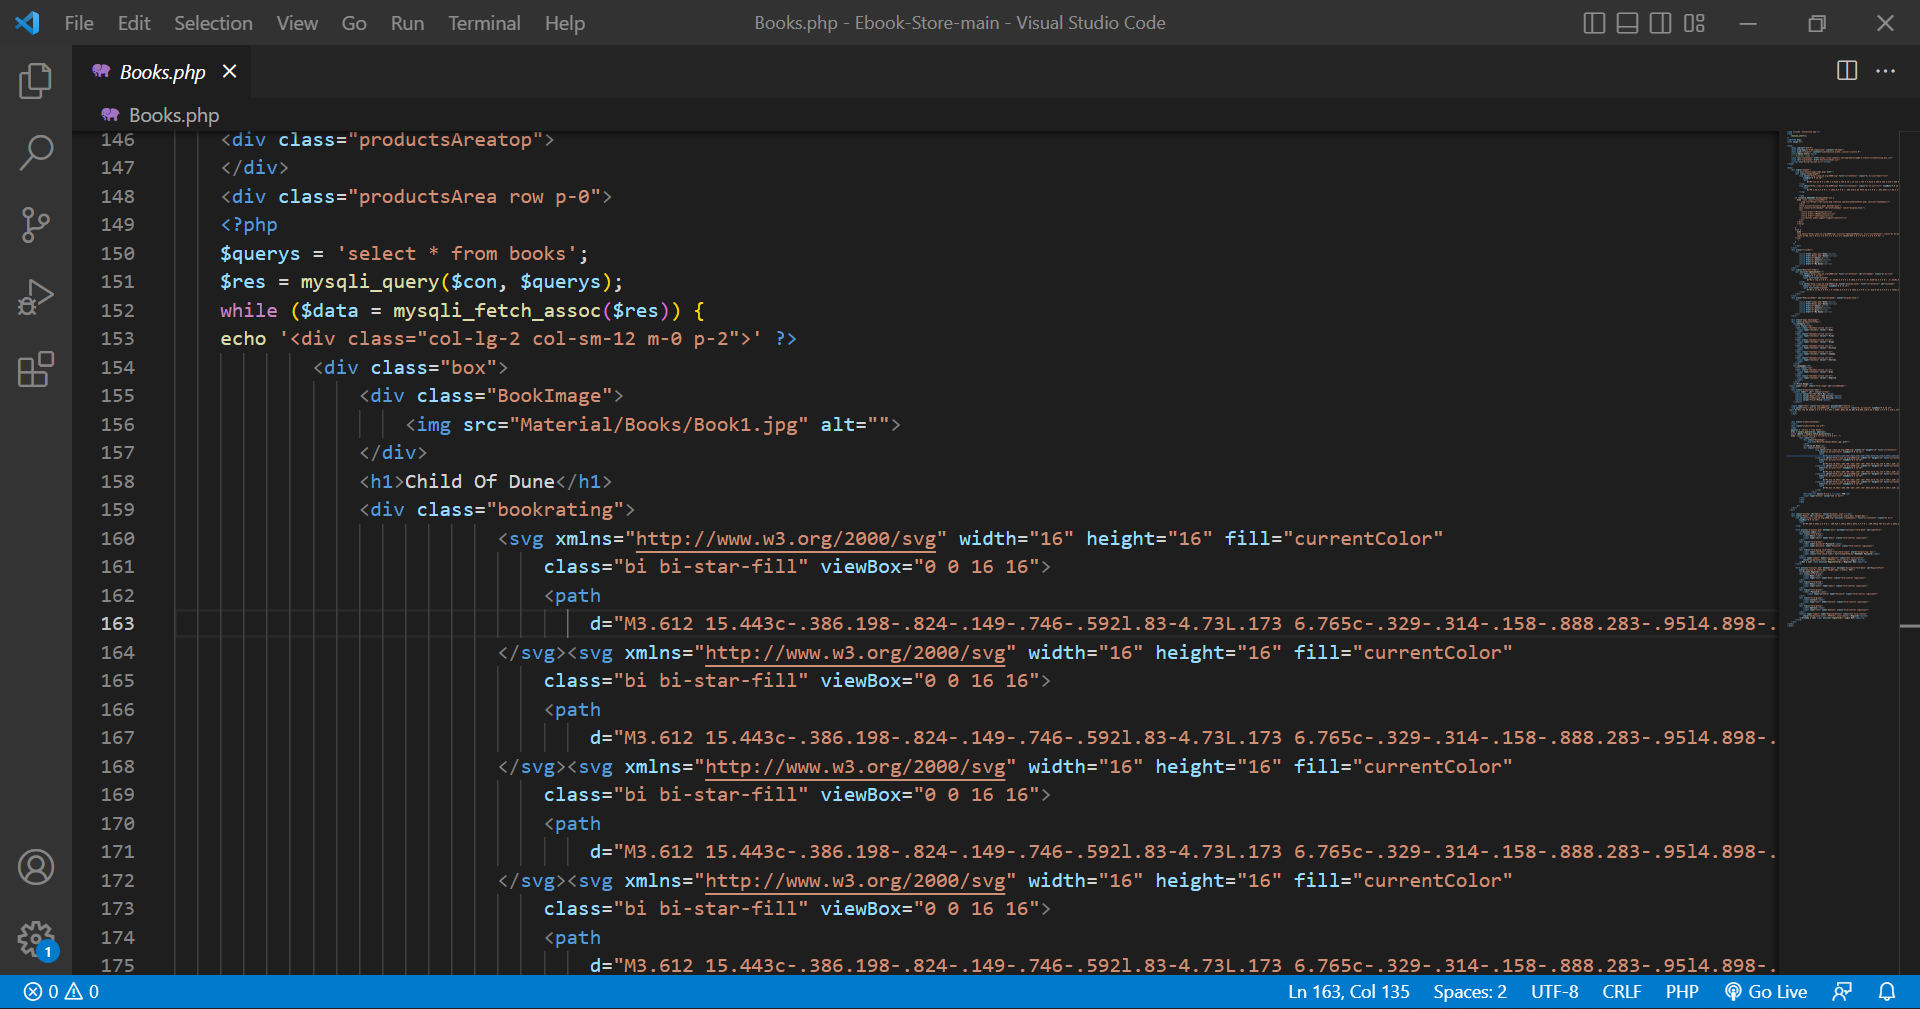 File Edit Selection View Go Run Terminal Help Books.php - Ebook-Store-main - Visual Studio Code
Books.php
Books.php
146 <div class="productsAreatop">
147 </div>
148 <div class="productsArea row p-0">
149 <?php
150 $querys = 'select * from books';
151 $res = mysqli_query($con, $querys);
152 while ($data = mysqli_fetch_assoc($res)) {
153 echo '<div class="col-lg-2 col-sm-12 m-0 p-2">' ?>
154 <div class="box">
155 <div class="BookImage">
156 <img src="Material/Books/Book1.jpg" alt="">
157 </div>
158 <h1>Child Of Dune</h1>
159 <div class="bookrating">
160 <svg xmlns="http://www.w3.org/2000/svg" width="16" height="16" fill="currentColor"
161 class="bi bi-star-fill" viewBox="0 0 16 16">
162 <path
163 d="M3.612 15.443c-.386.198-.824-.149-.746-.592l.83-4.73L.173 6.765c-.329-.314-.158-.888.283-.95l4.898-.
164 </svg><svg xmlns="http://www.w3.org/2000/svg" width="16" height="16" fill="currentColor"
165 class="bi bi-star-fill" viewBox="0 0 16 16">
166 <path
167 d="M3.612 15.443c-.386.198-.824-.149-.746-.592l.83-4.73L.173 6.765c-.329-.314-.158-.888.283-.95l4.898-.
168 </svg><svg xmlns="http://www.w3.org/2000/svg" width="16" height="16" fill="currentColor"
169 class="bi bi-star-fill" viewBox="0 0 16 16">
170 <path
171 d="M3.612 15.443c-.386.198-.824-.149-.746-.592l.83-4.73L.173 6.765c-.329-.314-.158-.888.283-.95l4.898-.
172 </svg><svg xmlns="http://www.w3.org/2000/svg" width="16" height="16" fill="currentColor"
173 class="bi bi-star-fill" viewBox="0 0 16 16">
174 <path
175 d="M3.612 15.443c-.386.198-.824-.149-.746-.592l.83-4.73L.173 6.765c-.329-.314-.158-.888.283-.95l4.898-.
1
0 0 Ln 163, Col 135 Spaces: 2 UTF-8 CRLF PHP Go Live